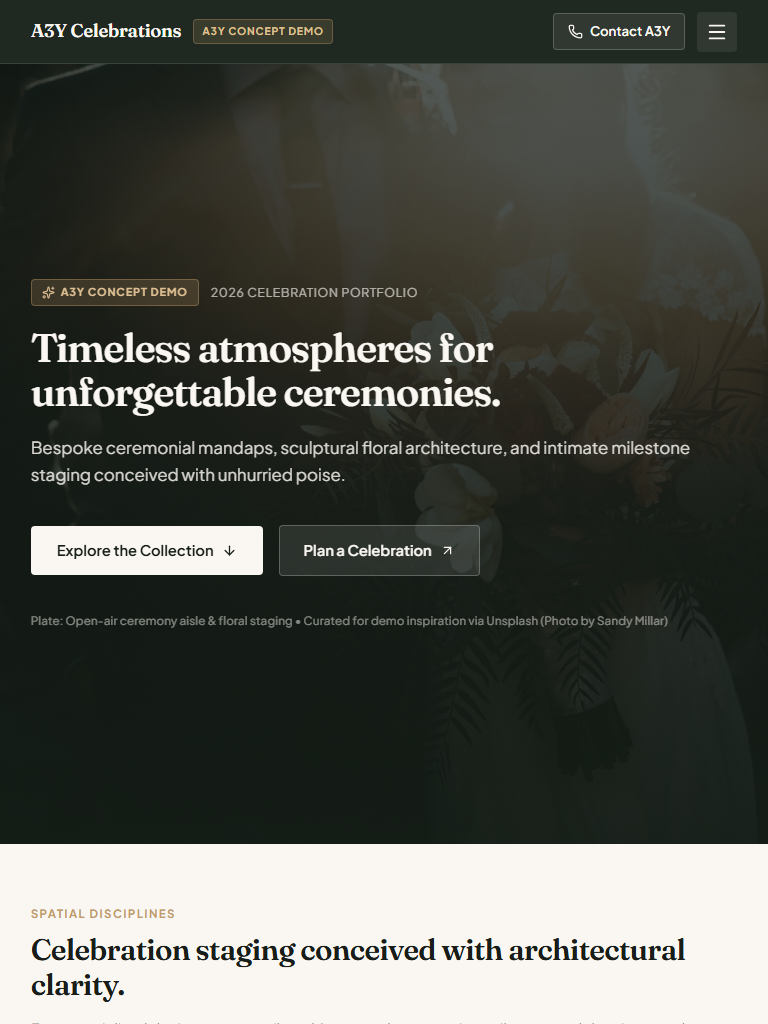 A3Y Celebrations
A3Y CONCEPT DEMO
Contact A3Y
A3Y CONCEPT DEMO
2026 CELEBRATION PORTFOLIO
Timeless atmospheres for
unforgettable ceremonies.
Bespoke ceremonial mandaps, sculptural floral architecture, and intimate milestone
staging conceived with unhurried poise.
Explore the Collection
Plan a Celebration
Plate: Open-air ceremony aisle & floral staging • Curated for demo inspiration via Unsplash (Photo by Sandy Millar)
SPATIAL DISCIPLINES
Celebration staging conceived with architectural
clarity.